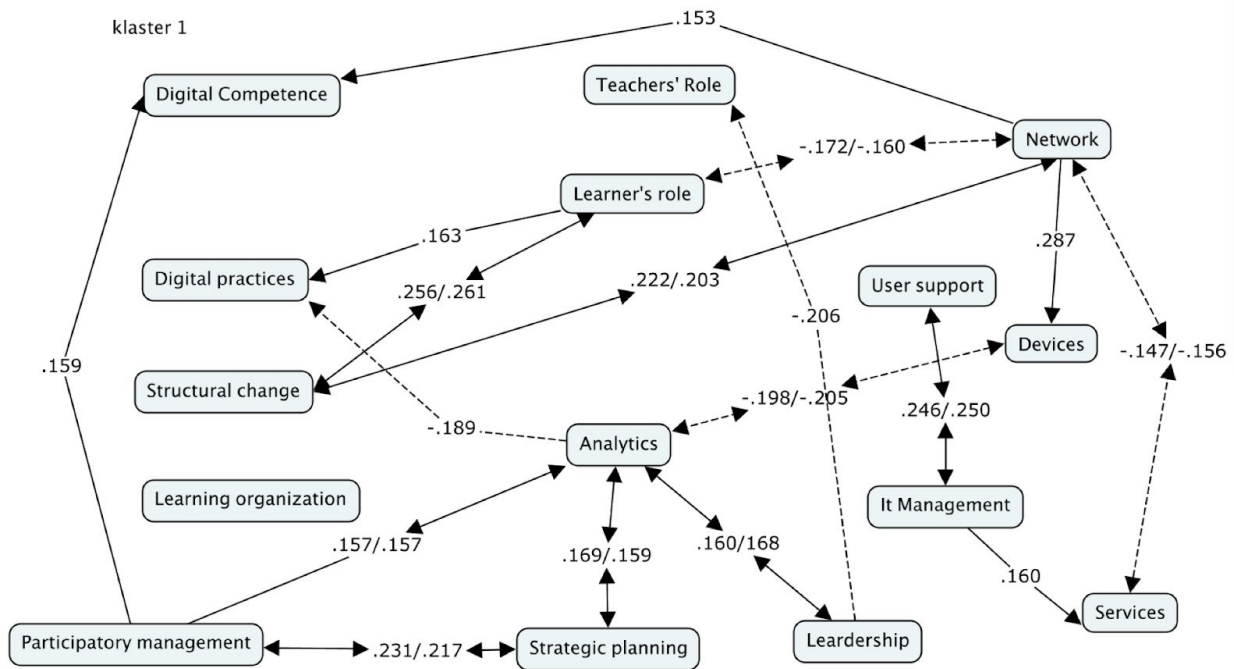 klaster 1
.153
Digital Competence
Teachers' Role
Network
-.172/-.160
Learner's role
.163
.287
Digital practices
.256/.261
.222/.203
User support
-.206
Devices
.159
-.147/-.156
Structural change
-.198/-.205
.246/.250
-.189
Analytics
Learning organization
It Management
.157/.157
.169/.159
.160/168
.160
Services
Participatory management
.231/.217
Strategic planning
Leardership